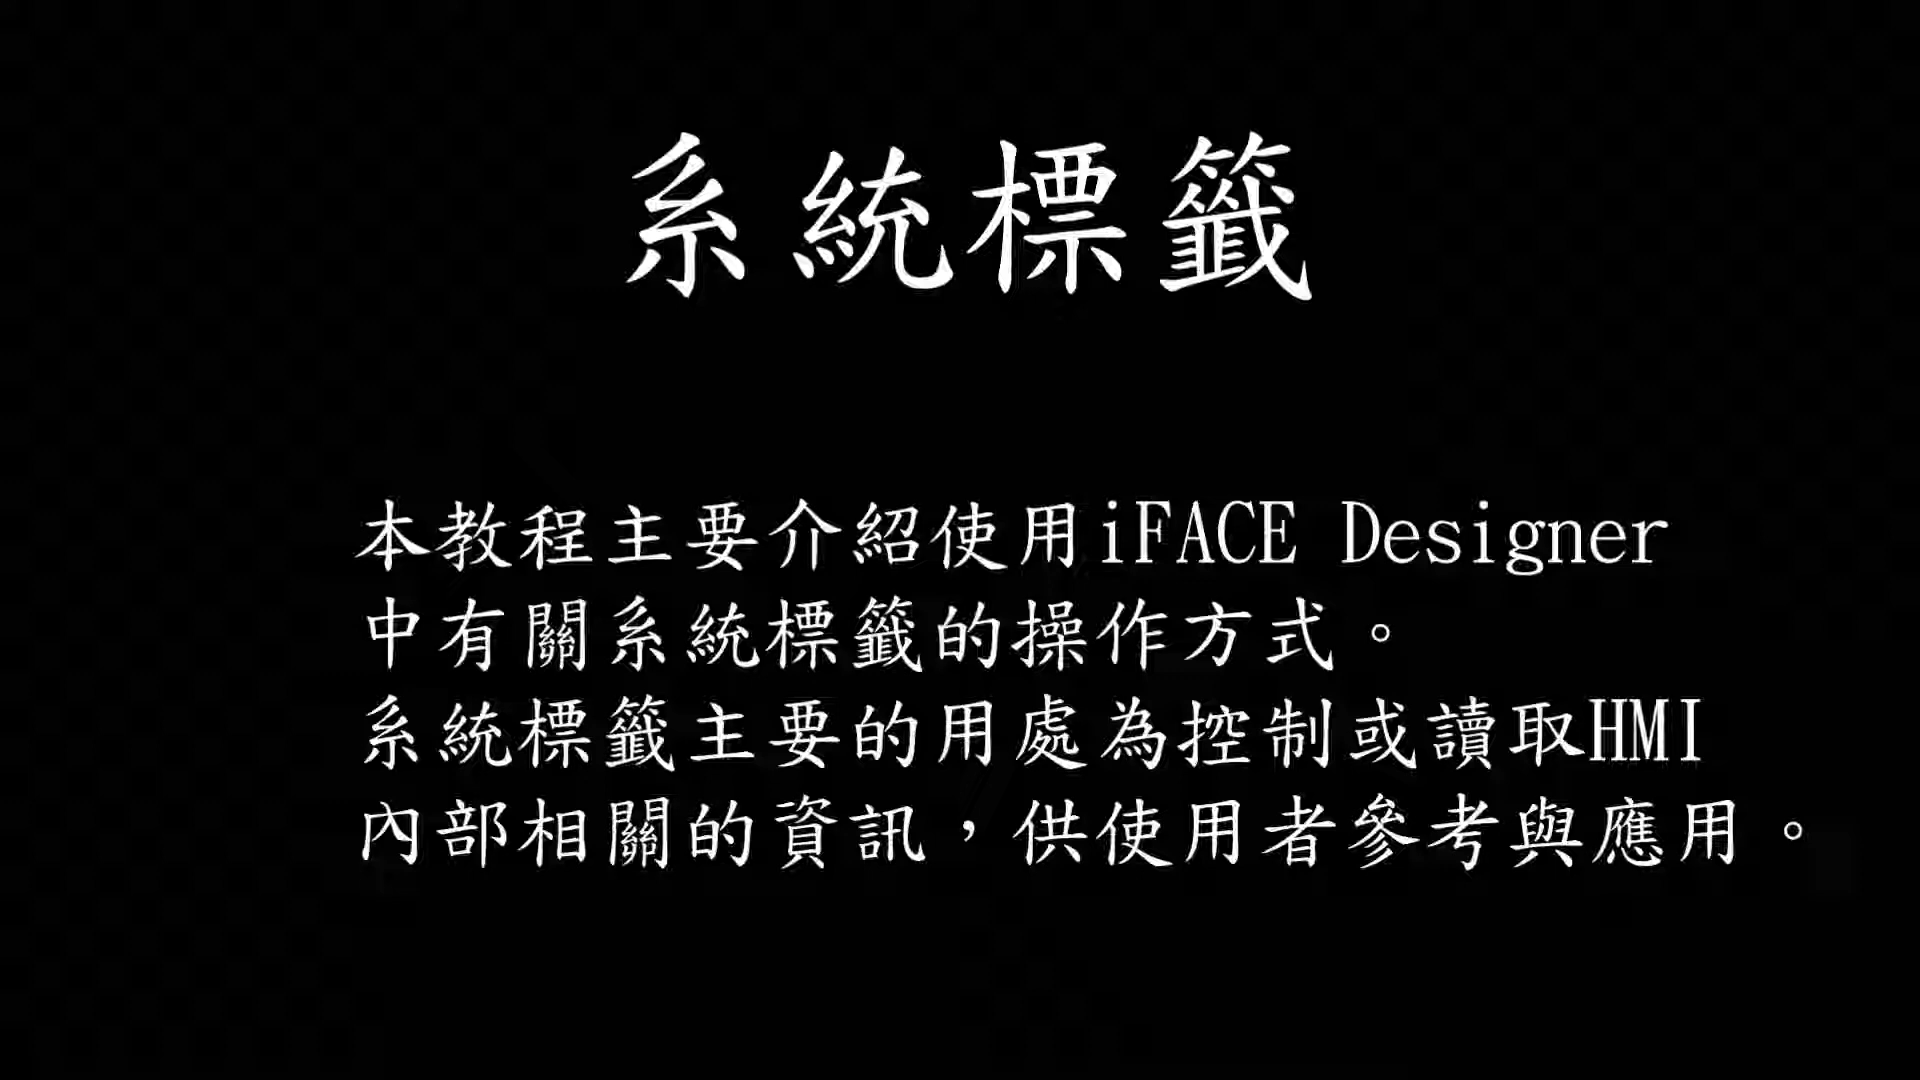 系統標籤
本教程主要介紹使用iFACE Designer
中有關系統標籤的操作方式。
系統標籤主要的用處為控制或讀取HMI
內部相關的資訊，供使用者參考與應用。